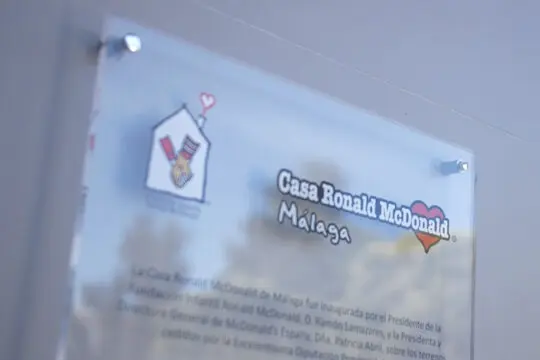 Casa Ronald McDonald
Málaga
La Casa Ronald McDonald de Málaga fue inaugurada por el Presidente de la
Fundación Infantil Ronald McDonald, D. Ramón Lamazares, y la Presidenta y
Directora General de McDonald's España, Dña. Patricia Abril, sobre los terrenos
cedidos por la Excelentísima Diputación